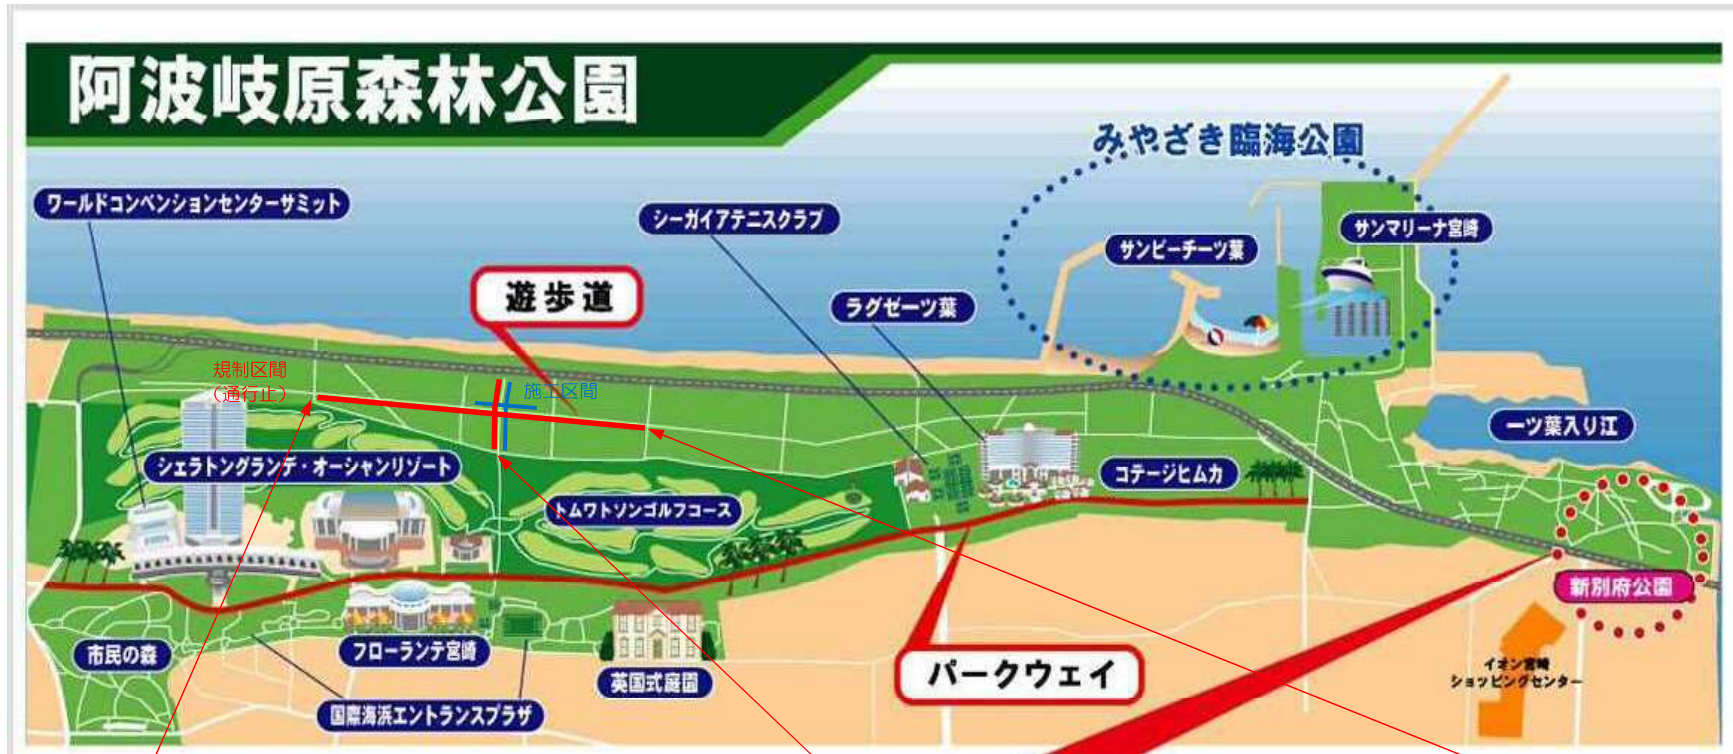 阿波岐原森林公園
みやざき臨海公園
ワールドコンベンションセンターサミット
シーガイアテニスクラブ
サンビーチ一ツ葉
サンマリーナ宮崎
遊歩道
ラグゼ一ツ葉
規制区間
（通行止）
施工区間
一ツ葉入り江
シェラトングランデ・オーシャンリゾート
コテージヒムカ
トムワトソンゴルフコース
新別府公園
市民の森
フローランテ宮崎
英国式庭園
パークウェイ
イオン宮崎
ショッピングセンター
国際海浜エントランスプラザ